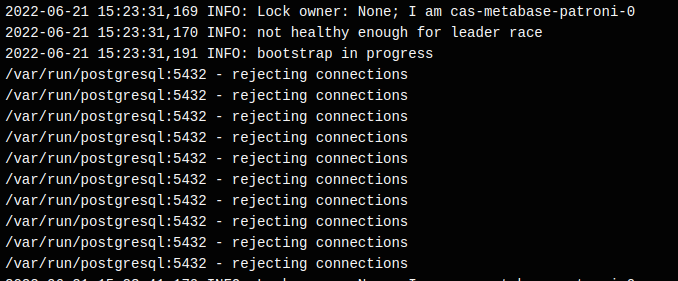 2022-06-21 15:23:31,169 INFO: Lock owner: None; I am cas-metabase-patroni-0
2022-06-21 15:23:31,170 INFO: not healthy enough for leader race
2022-06-21 15:23:31,191 INFO: bootstrap in progress
/var/run/postgresql:5432 - rejecting connections
/var/run/postgresql:5432 - rejecting connections
/var/run/postgresql:5432 - rejecting connections
/var/run/postgresql:5432 - rejecting connections
/var/run/postgresql:5432 - rejecting connections
/var/run/postgresql:5432 - rejecting connections
/var/run/postgresql:5432 - rejecting connections
/var/run/postgresql:5432 - rejecting connections
/var/run/postgresql:5432 - rejecting connections
/var/run/postgresql:5432 - rejecting connections